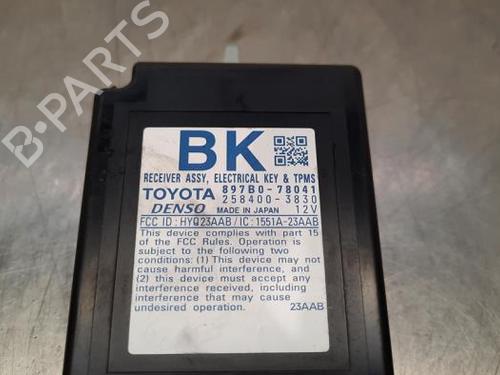 B-PARTS
BK
RECEIVER ASSY, ELECTRICAL KEY & TPMS
TOYOTA 897B0-78041
258400-3830
DENSO MADE IN JAPAN 12V
FCC ID : HYQ23AAB / IC : 1551A-23AAB
This device complies with part 15
of the FCC Rules. Operation is
subject to the following two
conditions: (1) This device may not
cause harmful interference, and
(2) this device must accept any
interference received, including
interference that may cause
undesired operation. 23AAB